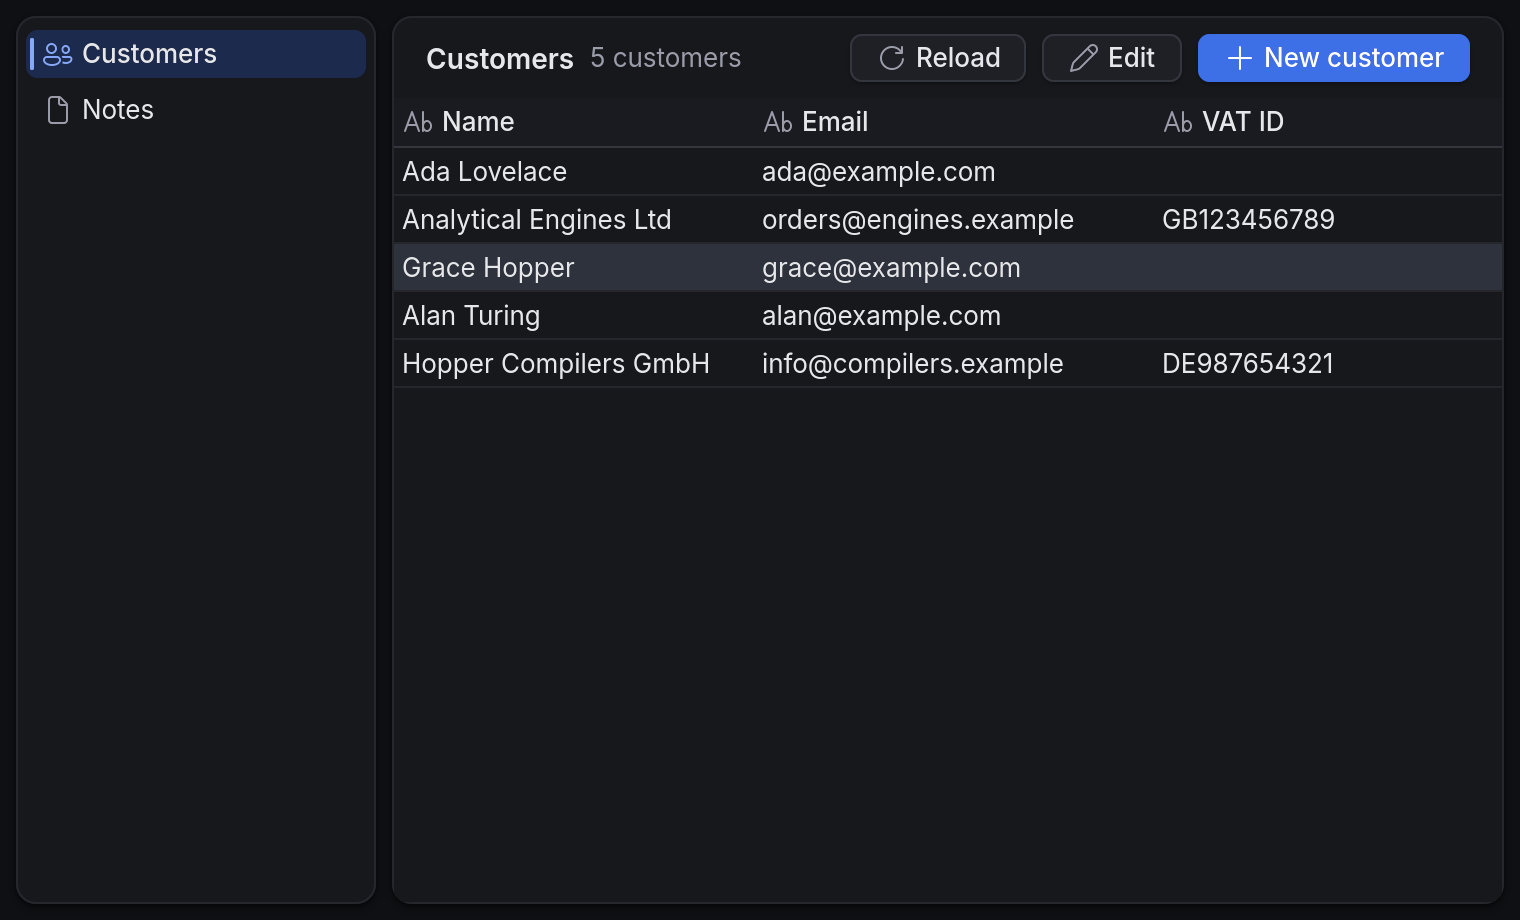 Customers
Notes
Customers 5 customers Reload Edit New customer
Ab Name Ab Email Ab VAT ID
Ada Lovelace ada@example.com
Analytical Engines Ltd orders@engines.example GB123456789
Grace Hopper grace@example.com
Alan Turing alan@example.com
Hopper Compilers GmbH info@compilers.example DE987654321